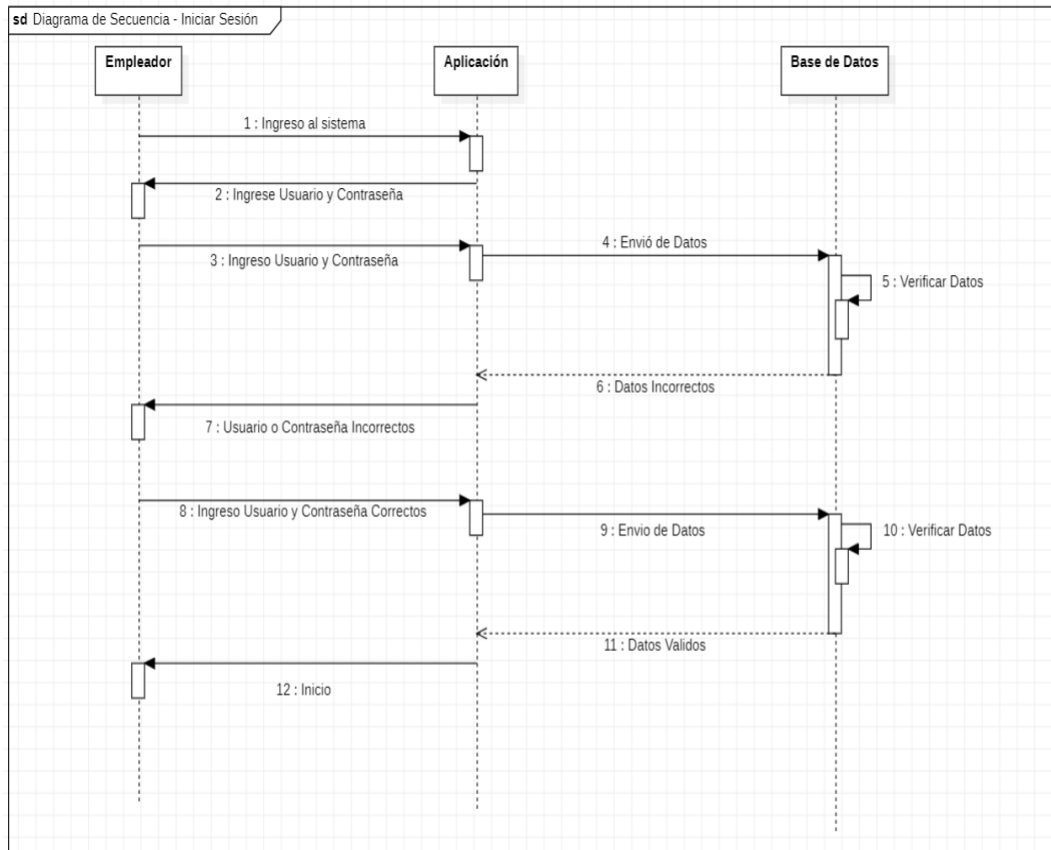 sd Diagrama de Secuencia - Iniciar Sesión
Empleador
Aplicación
Base de Datos
1 : Ingreso al sistema
2 : Ingrese Usuario y Contraseña
3 : Ingreso Usuario y Contraseña
4 : Envió de Datos
5 : Verificar Datos
6 : Datos Incorrectos
7 : Usuario o Contraseña Incorrectos
8 : Ingreso Usuario y Contraseña Correctos
9 : Envio de Datos
10 : Verificar Datos
11 : Datos Validos
12 : Inicio